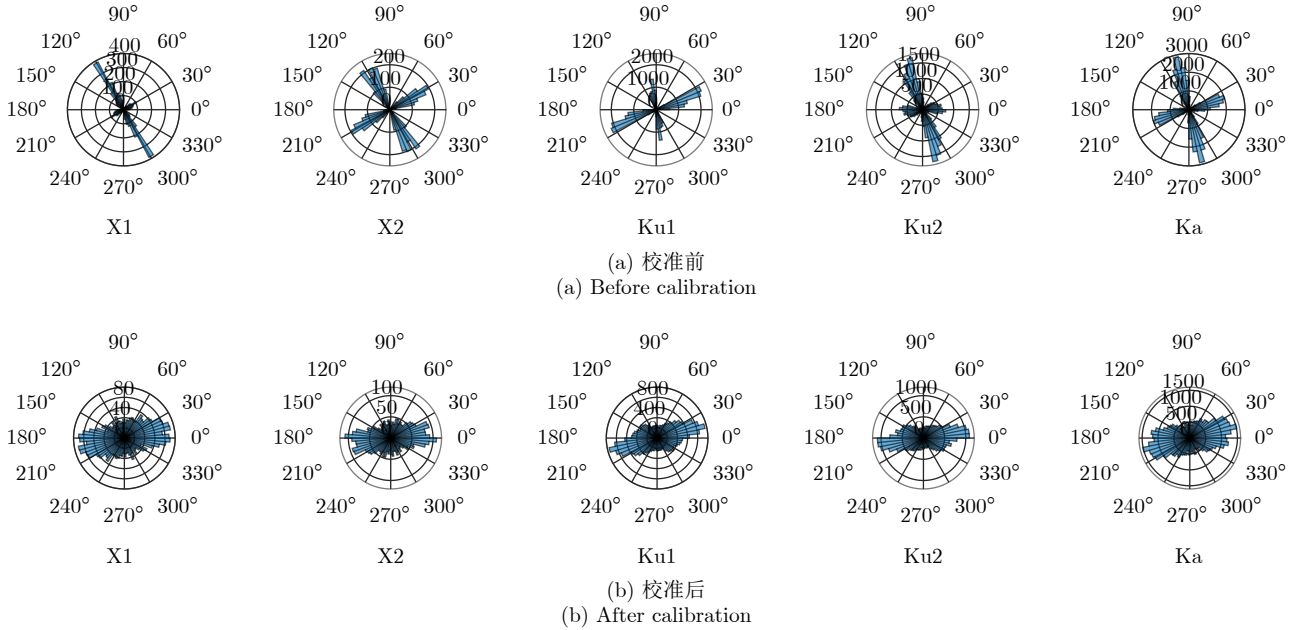 90° 90° 90° 90° 90°
120° 400 60° 120° 200 60° 120° 2000 60° 120° 1500 60° 120° 3000 60°
150° 300 30° 150° 100 30° 150° 1000 30° 150° 1000 30° 150° 2000 30°
200 0 500 1000
100 0
180° 0° 180° 0° 180° 0° 180° 0° 180° 0°
210° 330° 210° 330° 210° 330° 210° 330° 210° 330°
240° 270° 300° 240° 270° 300° 240° 270° 300° 240° 270° 300° 240° 270° 300°
X1 X2 Ku1 Ku2 Ka
(a) 校准前
(a) Before calibration
90° 90° 90° 90° 90°
120° 80 60° 120° 100 60° 120° 800 60° 120° 1000 60° 120° 1500 60°
150° 40 30° 150° 50 30° 150° 400 30° 150° 500 30° 150° 1000 30°
500
180° 0° 180° 0° 180° 0° 180° 0° 180° 0°
210° 330° 210° 330° 210° 330° 210° 330° 210° 330°
240° 270° 300° 240° 270° 300° 240° 270° 300° 240° 270° 300° 240° 270° 300°
X1 X2 Ku1 Ku2 Ka
(b) 校准后
(b) After calibration